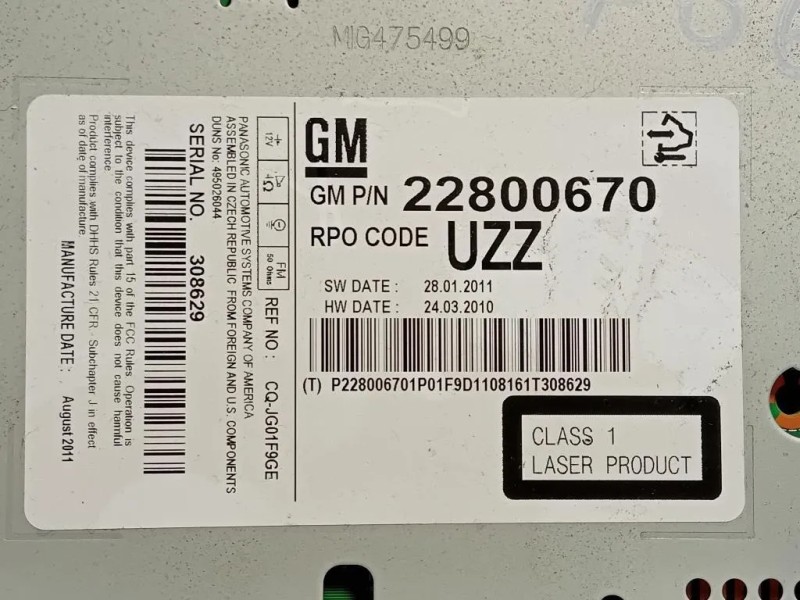 MIG475499
GM
GM P/N 22800670
RPO CODE UZZ
SW DATE : 28.01.2011
HW DATE : 24.03.2010
(T) P228006701P01F9D1108161T308629
CLASS 1
LASER PRODUCT
12V
4Ω
FM
50 Ohms
REF NO : CQ-JG01F9GE
PANASONIC AUTOMOTIVE SYSTEMS COMPANY OF AMERICA
ASSEMBLED IN CZECH REPUBLIC FROM FOREIGN AND U.S. COMPONENTS
DUNS No: 495026044
SERIAL NO. 308629
This device complies with part 15 of the FCC Rules. Operation is
subject to the condition that this device does not cause harmful
interference
Product complies with DHHS Rules 21 CFR. Subchapter J in effect
as of date of manufacture.
MANUFACTURE DATE : August 2011